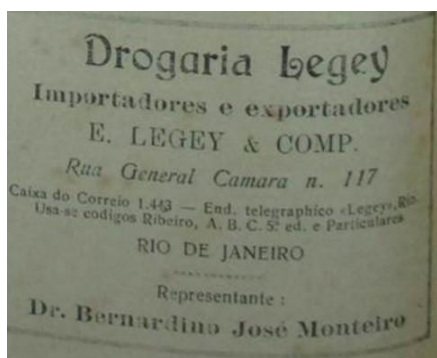 Drogaria Legey
Importadores e exportadores
E. LEGEY & COMP.
Rua General Camara n. 117
Caixa do Correio 1.443 — End. telegraphico «Legey», Rio
Usa-se codigos Ribeiro, A. B. C. 5ª ed. e Particulares
RIO DE JANEIRO
Representante :
Dr. Bernardino José Monteiro